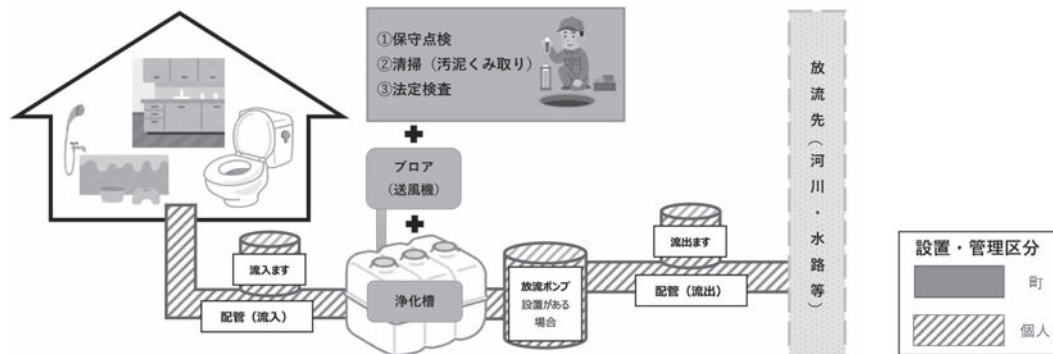 ①保守点検
②清掃(汚泥くみ取り)
③法定検査
ブロア
(送風機)
流入ます
配管(流入)
浄化槽
放流ポンプ
設置がある
場合
流出ます
配管(流出)
放流先(河川・水路等)
設置・管理区分
町
個人